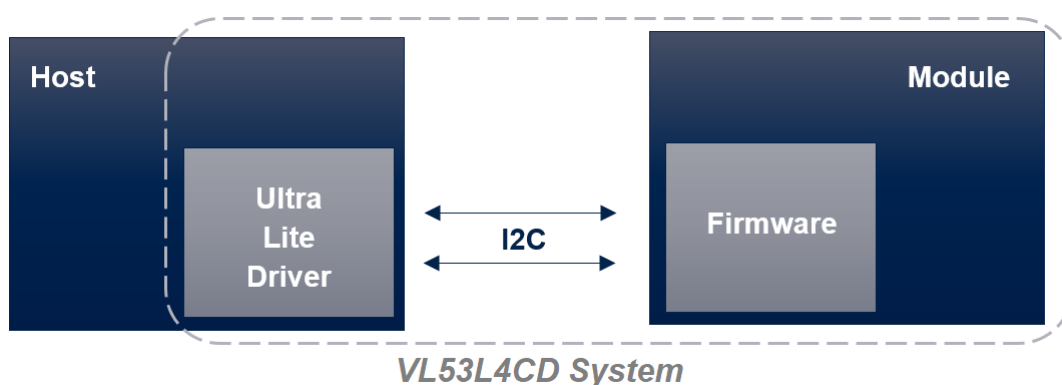 Host
Module
Ultra
Lite
Driver
I2C
Firmware
VL53L4CD System